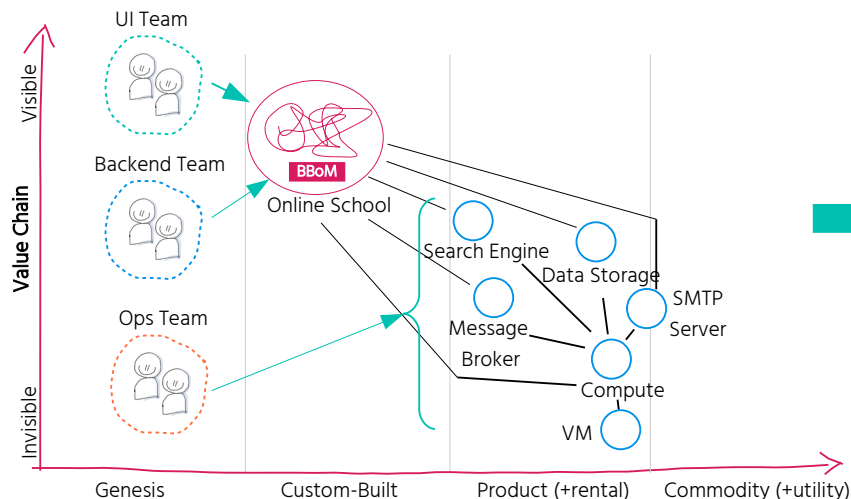 UI Team
Visible
Backend Team
BBoM
Online School
Value Chain
Search Engine
Data Storage
SMTP
Server
Ops Team
Message
Broker
Compute
VM
Invisible
Genesis
Custom-Built
Product (+rental)
Commodity (+utility)